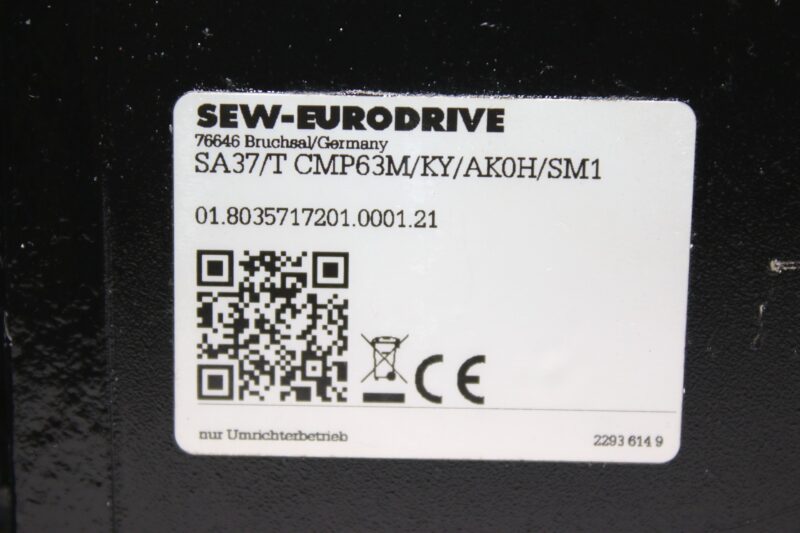 SEW-EURODRIVE
76646 Bruchsal/Germany
SA37/T CMP63M/KY/AK0H/SM1
01.8035717201.0001.21
CE
nur Umrichterbetrieb
2293 614 9